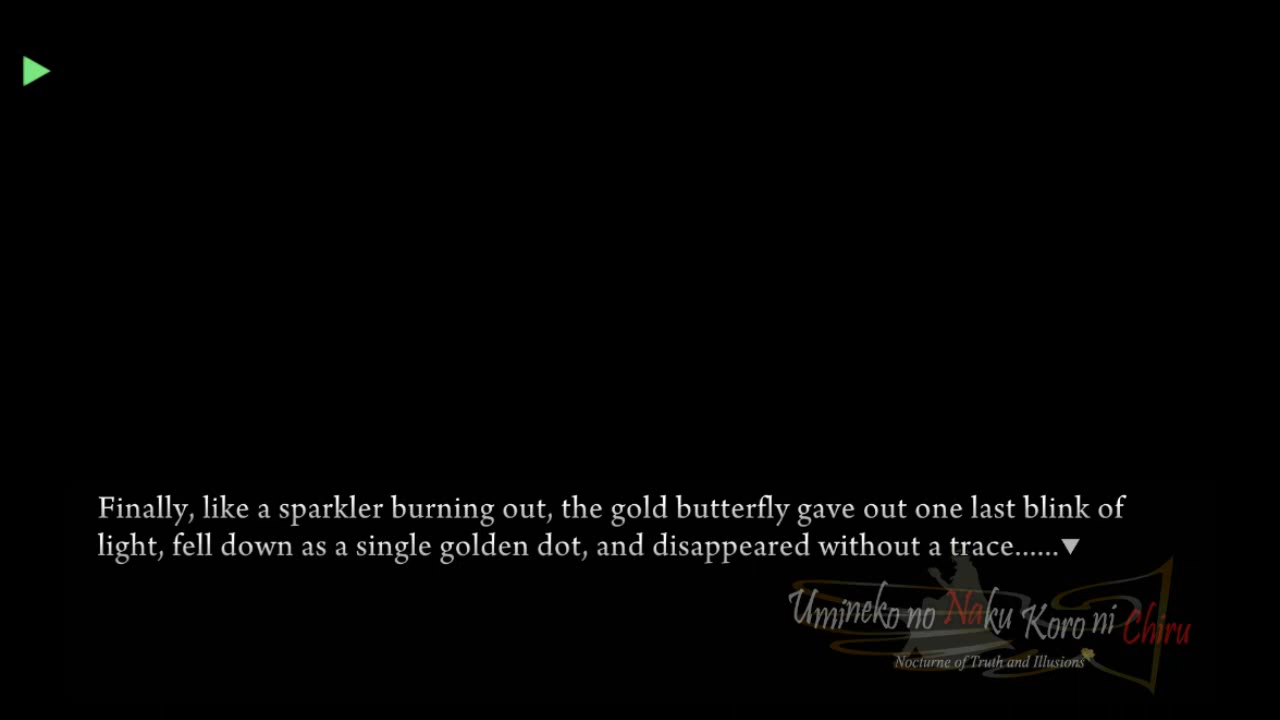 Finally, like a sparkler burning out, the gold butterfly gave out one last blink of
light, fell down as a single golden dot, and disappeared without a trace......
Umineko no Naku Koro ni Chiru
Nocturne of Truth and Illusions